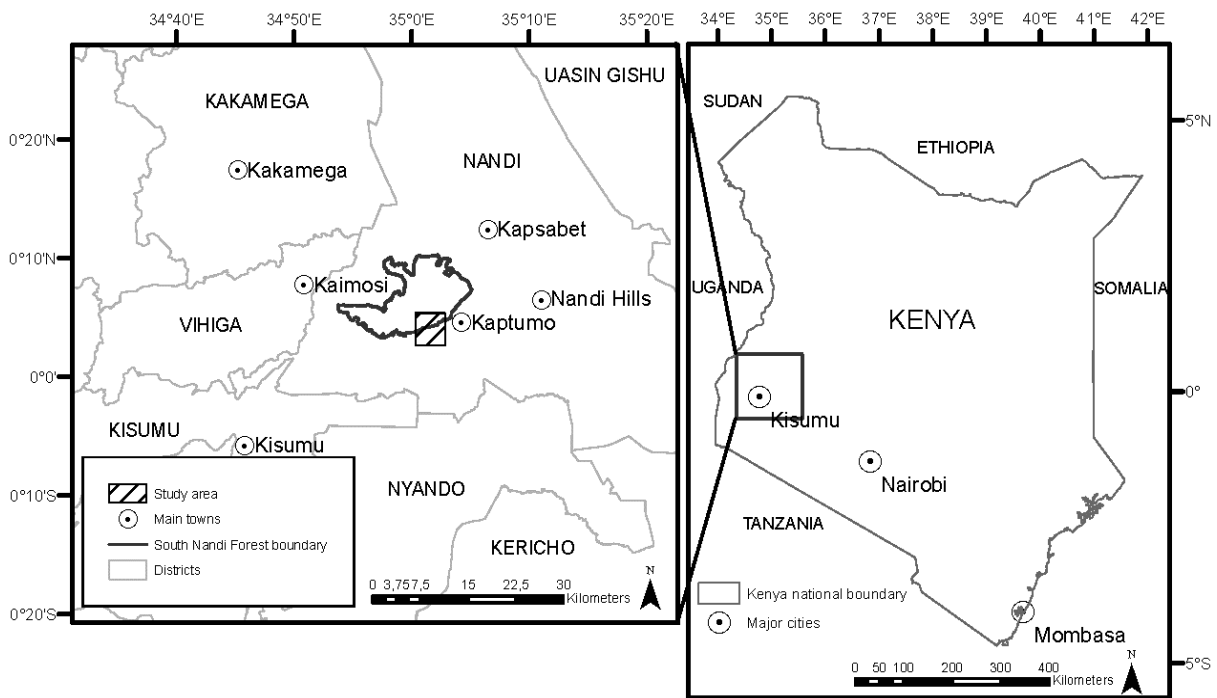 34°40'E 34°50'E 35°0'E 35°10'E 35°20'E
0°20'N
0°10'N
0°0'
0°10'S
0°20'S
UASIN GISHU
KAKAMEGA
NANDI
Kakamega
Kapsabet
Kaimosi
Nandi Hills
VIHIGA
Kaptumo
KISUMU
Kisumu
NYANDO
KERICHO
Study area
Main towns
South Nandi Forest boundary
Districts
0 3,75 7,5 15 22,5 30
Kilometers
N
34°E 35°E 36°E 37°E 38°E 39°E 40°E 41°E 42°E
5°N
0°
5°S
SUDAN
ETHIOPIA
UGANDA
SOMALIA
KENYA
Kisumu
Nairobi
TANZANIA
Mombasa
Kenya national boundary
Major cities
0 50 100 200 300 400
Kilometers
N